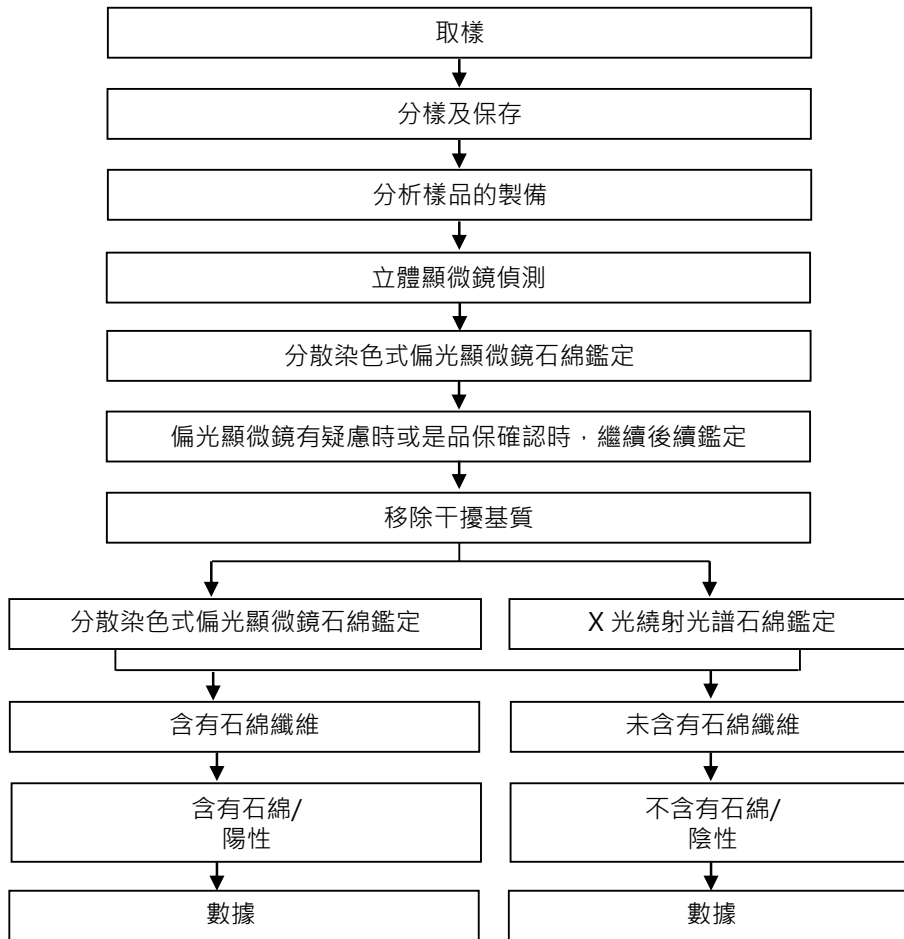 取樣
分樣及保存
分析樣品的製備
立體顯微鏡偵測
分散染色式偏光顯微鏡石綿鑑定
偏光顯微鏡有疑慮時或是品保確認時，繼續後續鑑定
移除干擾基質
分散染色式偏光顯微鏡石綿鑑定
X 光繞射光譜石綿鑑定
含有石綿纖維
未含有石綿纖維
含有石綿/
陽性
不含有石綿/
陰性
數據
數據